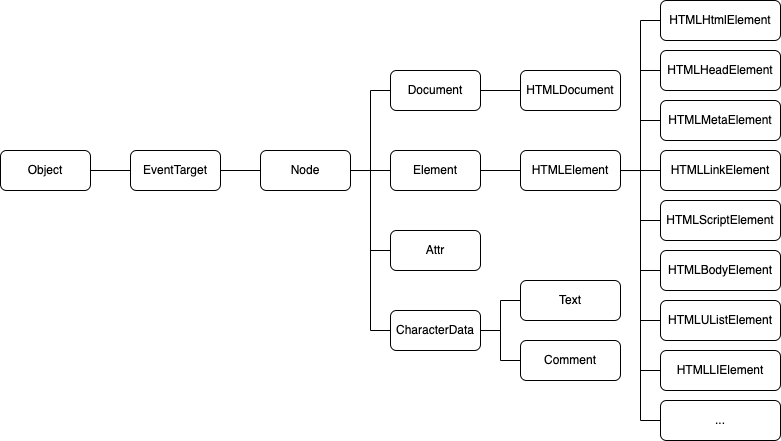 Object
EventTarget
Node
Document
HTMLDocument
Element
HTMLElement
Attr
CharacterData
Text
Comment
HTMLHtmlElement
HTMLHeadElement
HTMLMetaElement
HTMLLinkElement
HTMLScriptElement
HTMLBodyElement
HTMLUListElement
HTMLLIElement
...